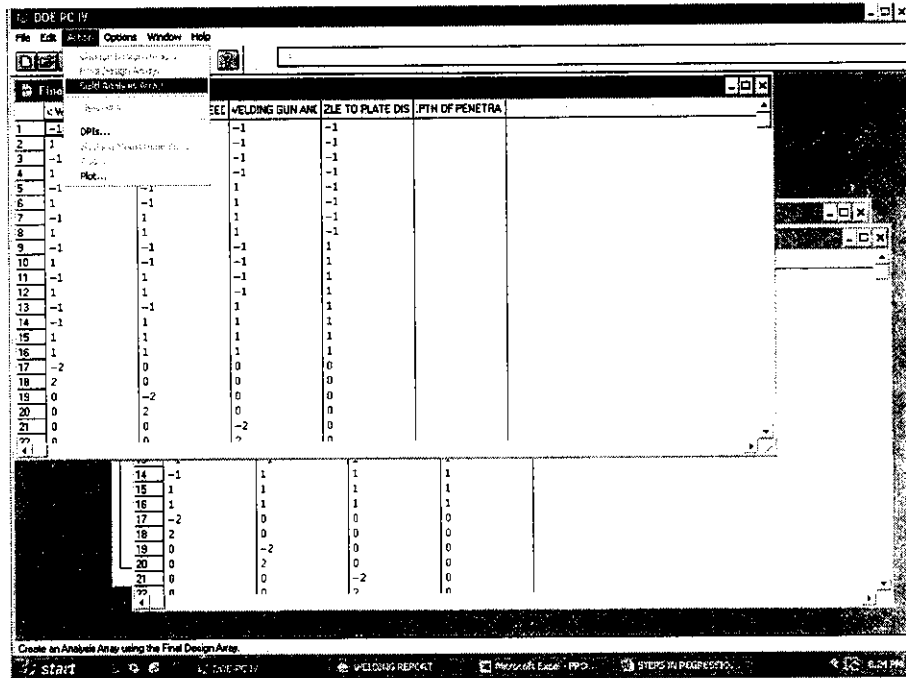 DOE PC IV
File Edit Action Options Window Help
Build Analysis Array
DPIs...
Plot...
WELDING GUN ANG ZLE TO PLATE DIS .PTH OF PENETRA
1 -1 -1 -1
2 1 -1 -1
3 -1 -1 -1
4 1 -1 -1
5 -1 -1 1 -1
6 1 -1 1 -1
7 -1 1 1 -1
8 1 1 1 -1
9 -1 -1 -1 1
10 1 -1 -1 1
11 -1 1 -1 1
12 1 1 -1 1
13 -1 -1 1 1
14 -1 1 1 1
15 1 1 1 1
16 1 1 1 1
17 -2 0 0 0
18 2 0 0 0
19 0 -2 0 0
20 0 2 0 0
21 0 0 -2 0
22
14 -1 1 1 1
15 1 1 1 1
16 1 1 1 1
17 -2 0 0 0
18 2 0 0 0
19 0 -2 0 0
20 0 2 0 0
21 0 0 -2 0
Create an Analysis Array using the Final Design Array.
start DOE PC IV WELDING REPORT Microsoft Excel - PPO... STEPS IN REGRESSIO... 8:24 PM